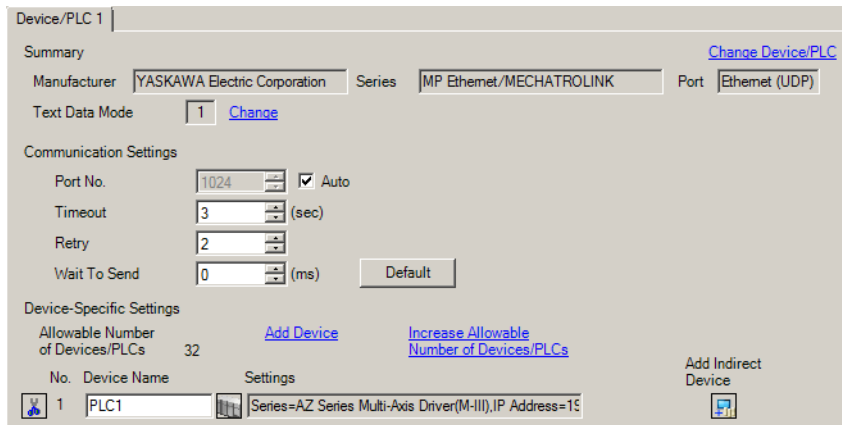 Device/PLC 1
Summary Change Device/PLC
Manufacturer YASKAWA Electric Corporation Series MP Ethernet/MECHATROLINK Port Ethernet (UDP)
Text Data Mode 1 Change
Communication Settings
Port No. 1024 Auto
Timeout 3 (sec)
Retry 2
Wait To Send 0 (ms) Default
Device-Specific Settings
Allowable Number Add Device Increase Allowable
of Devices/PLCs 32 Number of Devices/PLCs
Add Indirect
No. Device Name Settings Device
1 PLC1 Series=AZ Series Multi-Axis Driver(M-III),IP Address=19